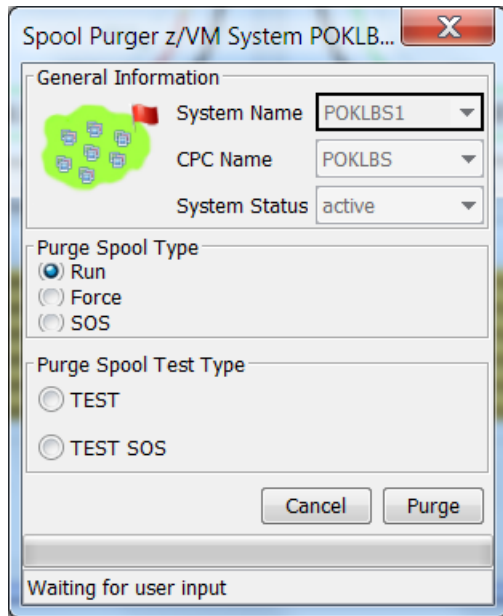 Spool Purger z/VM System POKLB...
X
General Information
System Name POKLBS1
CPC Name POKLBS
System Status active
Purge Spool Type
Run
Force
SOS
Purge Spool Test Type
TEST
TEST SOS
Cancel Purge
Waiting for user input